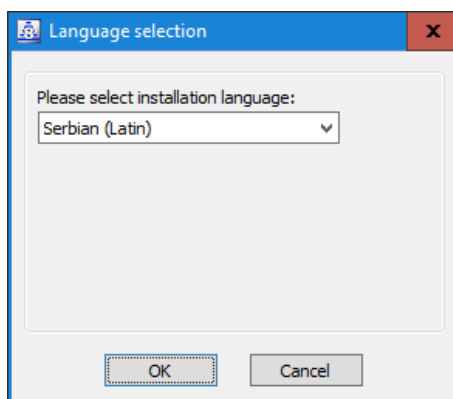 Language selection
Please select installation language:
Serbian (Latin)
OK
Cancel